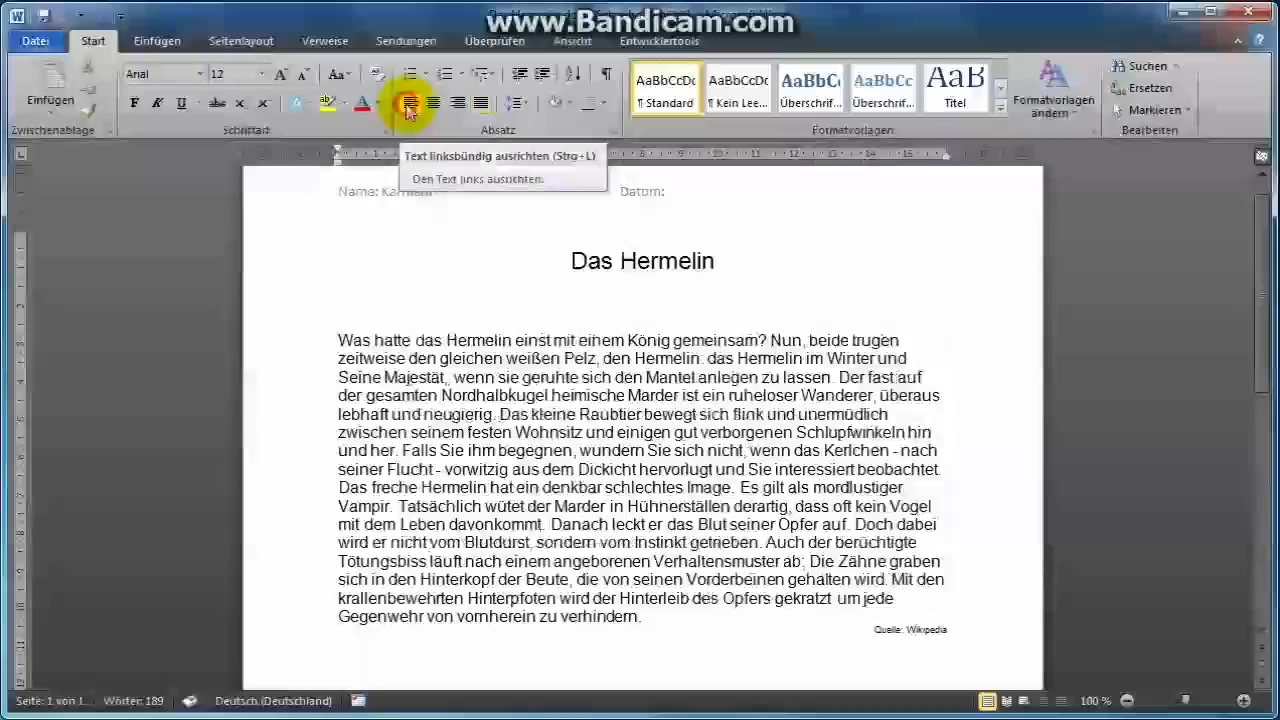 www.Bandicam.com
Datei Start Einfügen Seitenlayout Verweise Sendungen Überprüfen Ansicht Entwicklertools
Einfügen
Zwischenablage
Arial 12
F K U abc
Schriftart
Absatz
AaBbCcDc AaBbCcDc AaBbC AaBbCc AaB
¶ Standard ¶ Kein Lee... Überschrif... Überschrif... Titel
Formatvorlagen ändern
Formatvorlagen
Suchen
Ersetzen
Markieren
Bearbeiten
Text linksbündig ausrichten (Strg+L)
Den Text links ausrichten.
Name: Datum:
Das Hermelin
Was hatte das Hermelin einst mit einem König gemeinsam? Nun, beide trugen
zeitweise den gleichen weißen Pelz, den Hermelin: das Hermelin im Winter und
Seine Majestät, wenn sie geruhte sich den Mantel anlegen zu lassen. Der fast auf
der gesamten Nordhalbkugel heimische Marder ist ein ruheloser Wanderer, überaus
lebhaft und neugierig. Das kleine Raubtier bewegt sich flink und unermüdlich
zwischen seinem festen Wohnsitz und einigen gut verborgenen Schlupfwinkeln hin
und her. Falls Sie ihm begegnen, wundern Sie sich nicht, wenn das Kerlchen - nach
seiner Flucht - vorwitzig aus dem Dickicht hervorlugt und Sie interessiert beobachtet.
Das freche Hermelin hat ein denkbar schlechtes Image. Es gilt als mordlustiger
Vampir. Tatsächlich wütet der Marder in Hühnerställen derartig, dass oft kein Vogel
mit dem Leben davonkommt. Danach leckt er das Blut seiner Opfer auf. Doch dabei
wird er nicht vom Blutdurst, sondern vom Instinkt getrieben. Auch der berüchtigte
Tötungsbiss läuft nach einem angeborenen Verhaltensmuster ab: Die Zähne graben
sich in den Hinterkopf der Beute, die von seinen Vorderbeinen gehalten wird. Mit den
krallenbewehrten Hinterpfoten wird der Hinterleib des Opfers gekratzt um jede
Gegenwehr von vornherein zu verhindern.
Quelle: Wikipedia
Seite: 1 von 1 Wörter: 189 Deutsch (Deutschland) 100 %